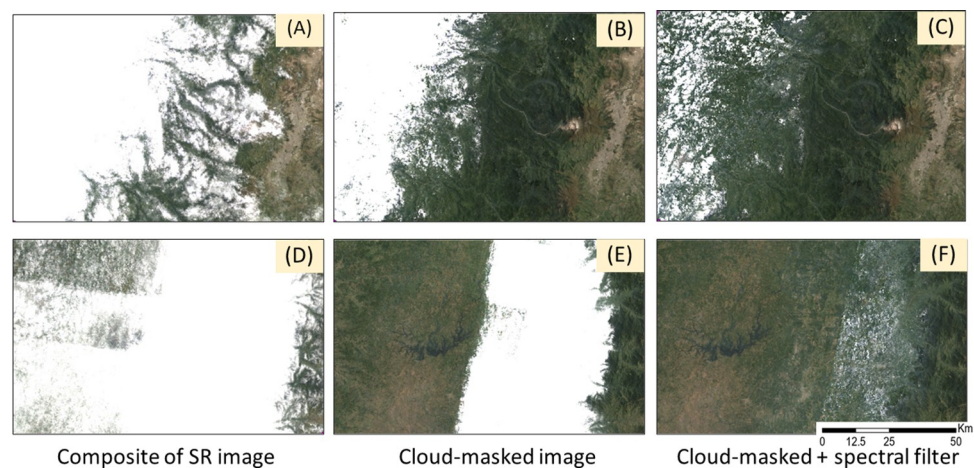 (A)
(B)
(C)
(D)
(E)
(F)
Km
0 12.5 25 50
Composite of SR image
Cloud-masked image
Cloud-masked + spectral filter